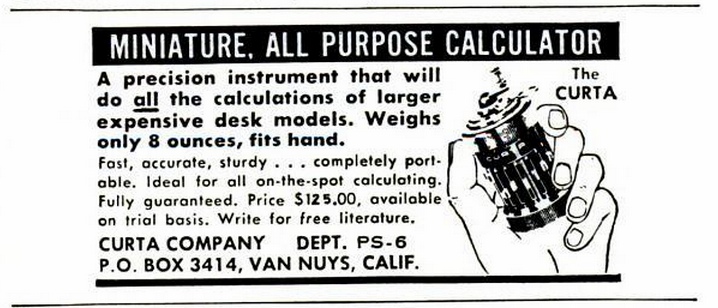 MINIATURE, ALL PURPOSE CALCULATOR
A precision instrument that will
do all the calculations of larger
expensive desk models. Weighs
only 8 ounces, fits hand.
The
CURTA
Fast, accurate, sturdy . . . completely port-
able. Ideal for all on-the-spot calculating.
Fully guaranteed. Price $125.00, available
on trial basis. Write for free literature.
CURTA COMPANY DEPT. PS-6
P.O. BOX 3414, VAN NUYS, CALIF.
CURTA